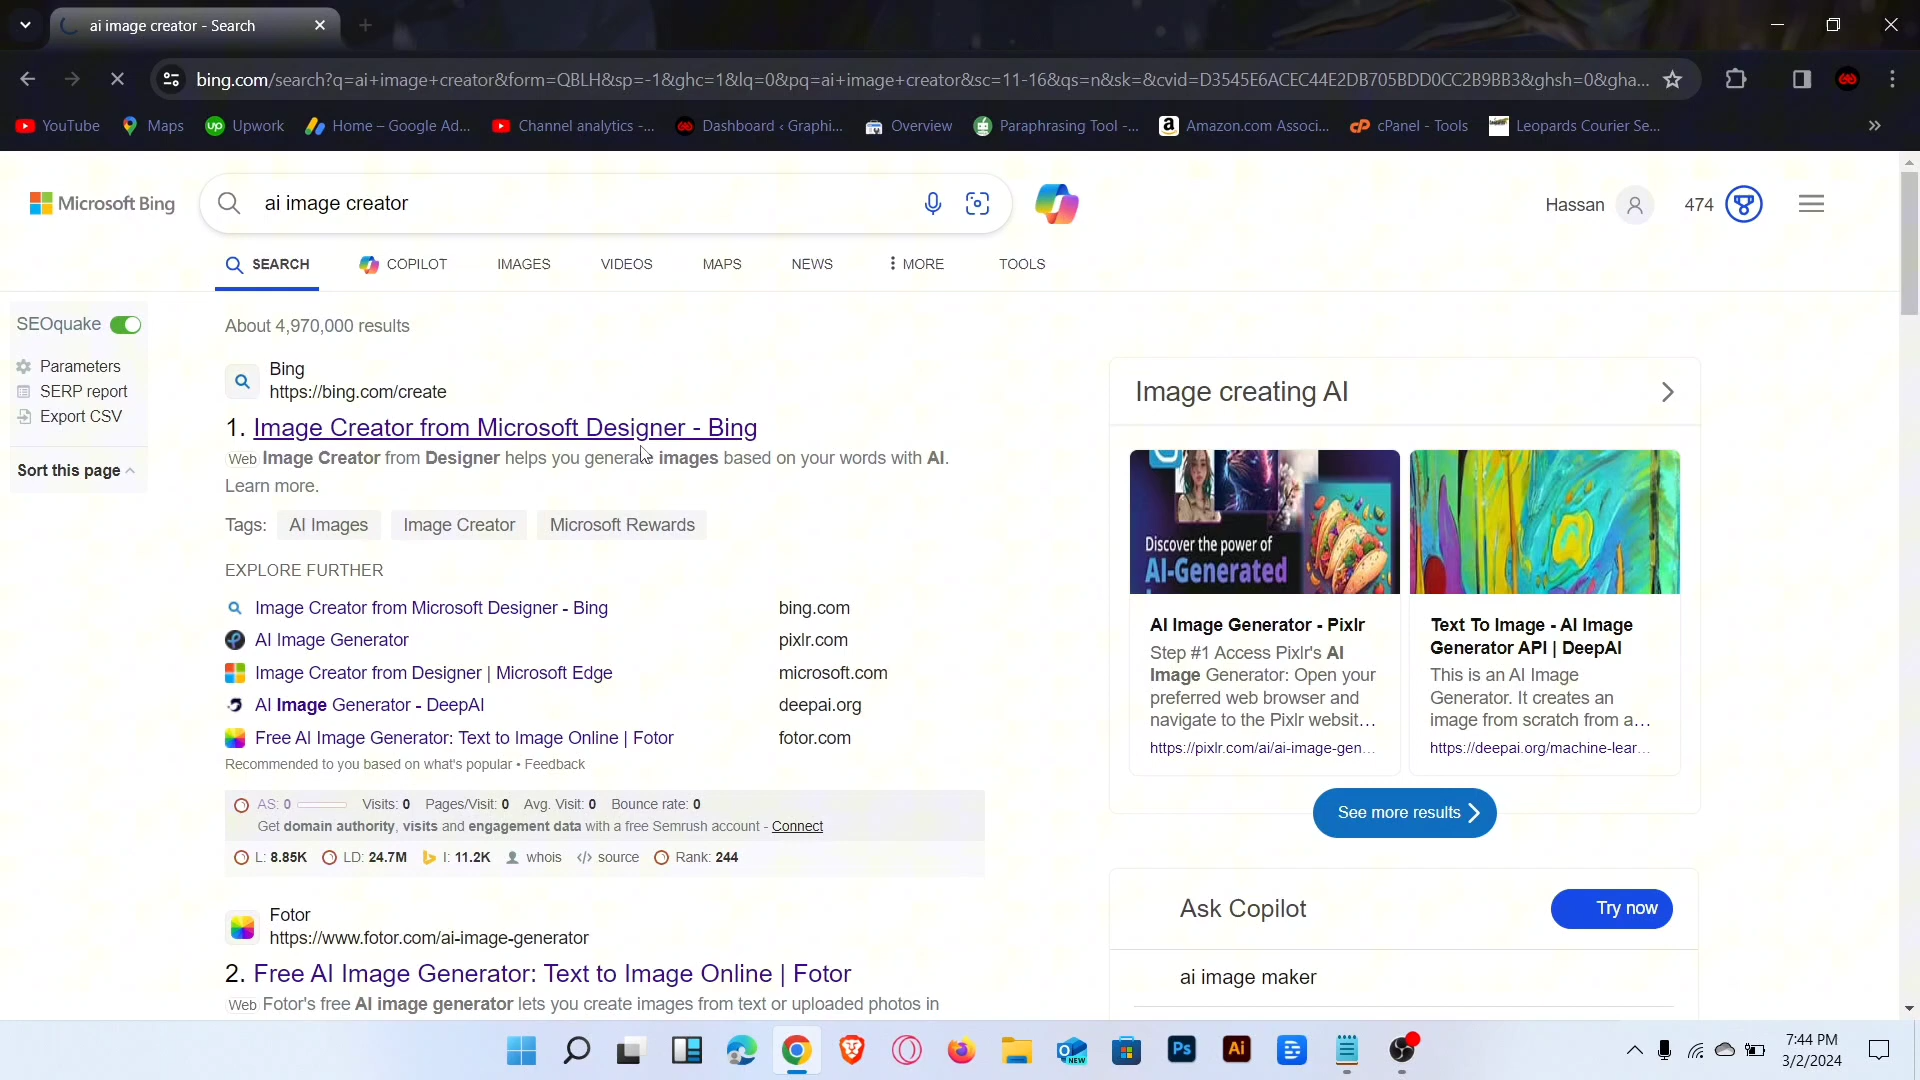 ai image creator - Search
bing.com/search?q=ai+image+creator&form=QBLH&sp=-1&ghc=1&lq=0&pq=ai+image+creator&sc=11-16&qs=n&sk=&cvid=D3545E6ACEC44E2DB705BDD0CC2B9BB3&ghsh=0&gha...
YouTube Maps Upwork Home – Google Ad... Channel analytics -... Dashboard ‹ Graphi... Overview Paraphrasing Tool -... Amazon.com Associ... cPanel - Tools Leopards Courier Se...
Microsoft Bing ai image creator Hassan 474
SEARCH COPILOT IMAGES VIDEOS MAPS NEWS MORE TOOLS
SEOquake
Parameters
SERP report
Export CSV
Sort this page
About 4,970,000 results
Bing
https://bing.com/create
1. Image Creator from Microsoft Designer - Bing
Web Image Creator from Designer helps you generate images based on your words with AI.
Learn more.
Tags: AI Images Image Creator Microsoft Rewards
EXPLORE FURTHER
Image Creator from Microsoft Designer - Bing bing.com
AI Image Generator pixlr.com
Image Creator from Designer | Microsoft Edge microsoft.com
AI Image Generator - DeepAI deepai.org
Free AI Image Generator: Text to Image Online | Fotor fotor.com
Recommended to you based on what's popular • Feedback
AS: 0 Visits: 0 Pages/Visit: 0 Avg. Visit: 0 Bounce rate: 0
Get domain authority, visits and engagement data with a free Semrush account - Connect
L: 8.85K LD: 24.7M I: 11.2K whois source Rank: 244
Fotor
https://www.fotor.com/ai-image-generator
2. Free AI Image Generator: Text to Image Online | Fotor
Web Fotor's free AI image generator lets you create images from text or uploaded photos in
Image creating AI
Discover the power of
AI-Generated
AI Image Generator - Pixlr
Step #1 Access Pixlr's AI
Image Generator: Open your
preferred web browser and
navigate to the Pixlr websit...
https://pixlr.com/ai/ai-image-gen...
Text To Image - AI Image
Generator API | DeepAI
This is an AI Image
Generator. It creates an
image from scratch from a...
https://deepai.org/machine-lear...
See more results
Ask Copilot Try now
ai image maker
NEW Ps Ai
7:44 PM
3/2/2024